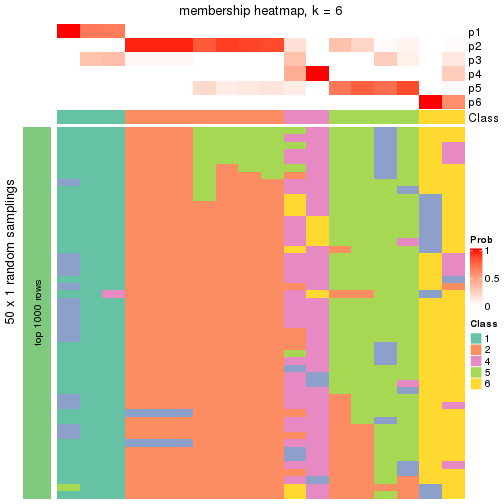 membership heatmap, k = 6
p1
p2
p3
p4
p5
p6
Class
50 x 1 random samplings
top 1000 rows
Prob
1
0.5
0
Class
1
2
4
5
6